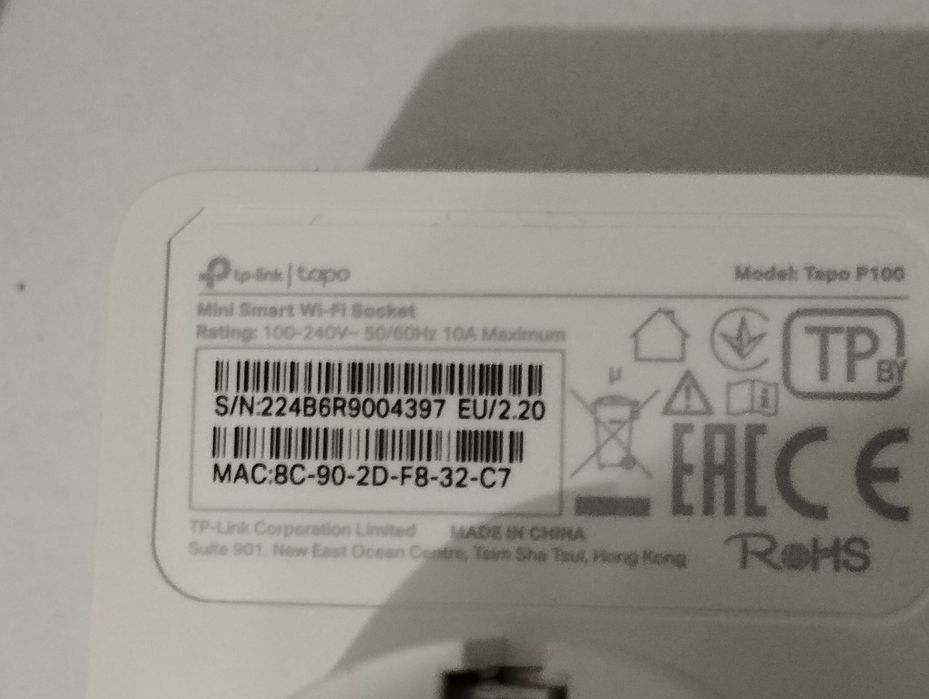 tp-link | tapo
Model: Tapo P100
Mini Smart Wi-Fi Socket
Rating: 100-240V~ 50/60Hz 10A Maximum
S/N:224B6R9004397 EU/2.20
MAC:8C-90-2D-F8-32-C7
μ
TP BY
i
EAC CE
TP-Link Corporation Limited MADE IN CHINA
Suite 901, New East Ocean Centre, Tsim Sha Tsui, Hong Kong
RoHS